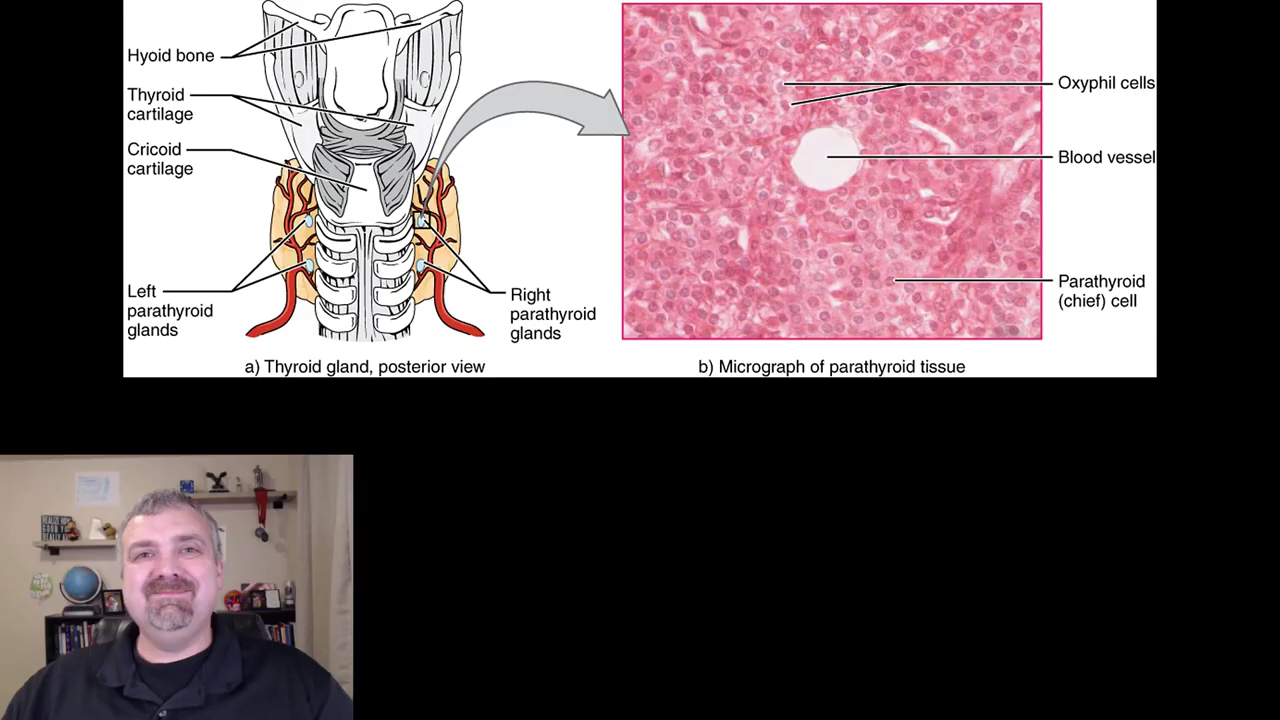 Hyoid bone
Thyroid
cartilage
Cricoid
cartilage
Left
parathyroid
glands
Right
parathyroid
glands
a) Thyroid gland, posterior view
Oxyphil cells
Blood vessel
Parathyroid
(chief) cell
b) Micrograph of parathyroid tissue